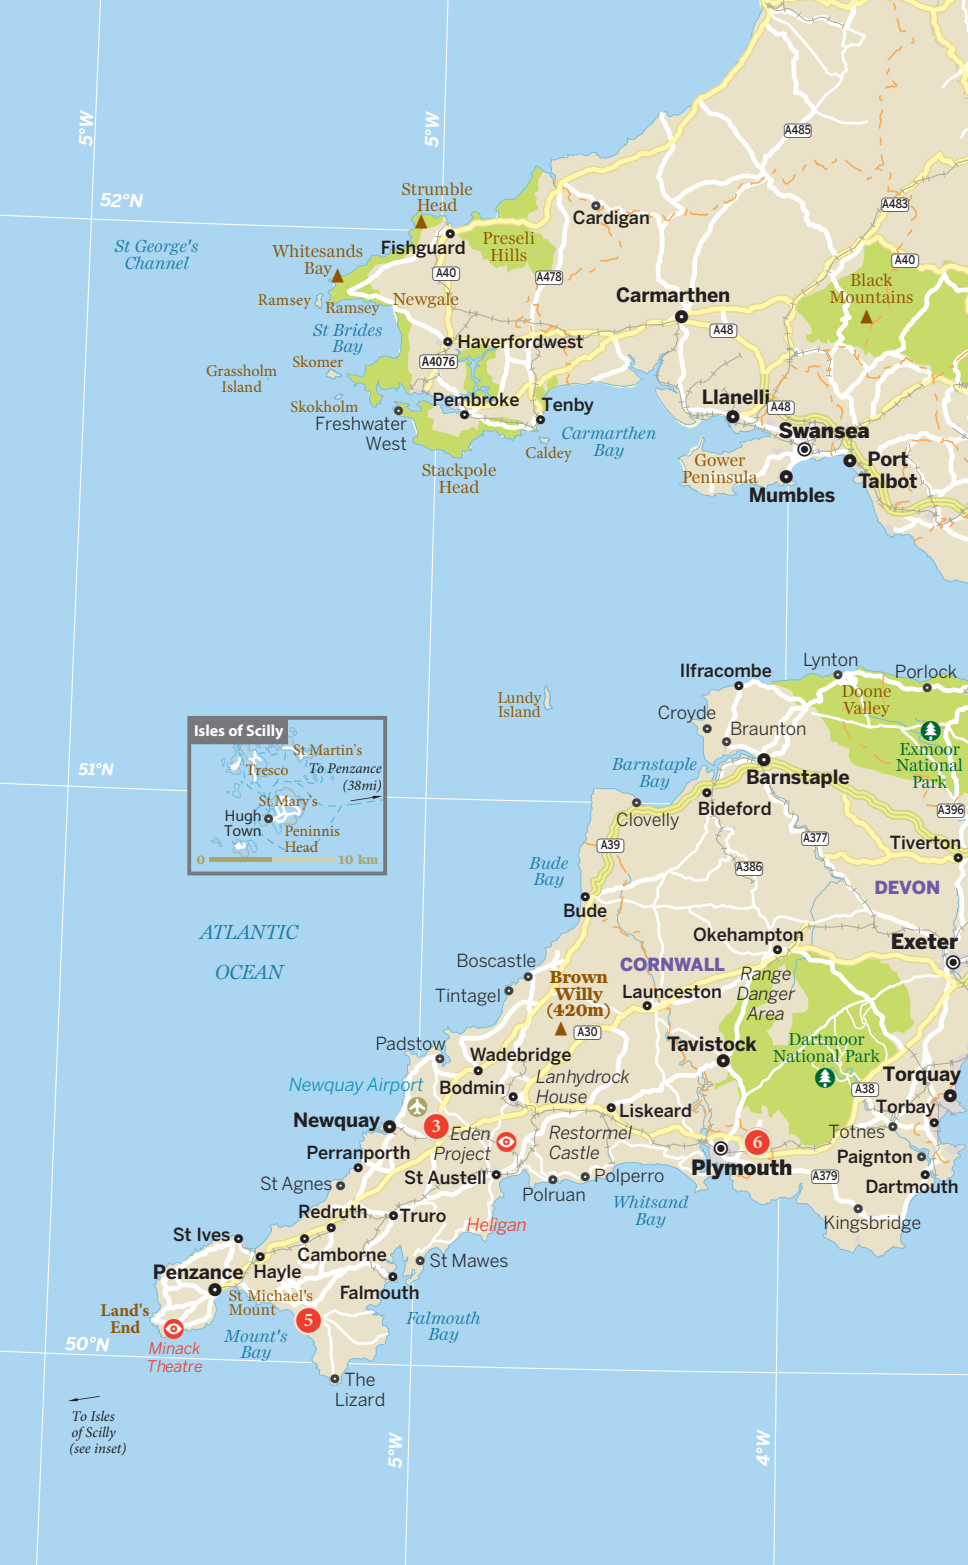 5°W
5°W
A485
52°N
Strumble
Head
A483
Cardigan
St George's
Channel
Fishguard
Preseli
Hills
Whitesands
Bay
A40
A40
A478
Black
Mountains
Ramsey
Ramsey
Newgale
Carmarthen
St Brides
Bay
A48
Haverfordwest
Skomer
A4076
Grassholm
Island
Pembroke
Tenby
Llanelli
A48
Skokholm
Freshwater
West
Carmarthen
Bay
Swansea
Caldey
Gower
Peninsula
Port
Talbot
Stackpole
Head
Mumbles
Ilfracombe
Lynton
Porlock
Lundy
Island
Doone
Valley
Croyde
Braunton
Isles of Scilly
St Martin's
Tresco
To Penzance
(38mi)
St Mary's
Hugh
Town
Peninnis
Head
0
10 km
51°N
Exmoor
National
Park
Barnstaple
Bay
Barnstaple
Bideford
Clovelly
A396
A39
A377
Tiverton
Bude
Bay
A386
DEVON
Bude
ATLANTIC
OCEAN
Okehampton
Exeter
Boscastle
CORNWALL
Range
Danger
Area
Brown
Willy
(420m)
Tintagel
Launceston
A30
Padstow
Wadebridge
Tavistock
Dartmoor
National Park
Newquay Airport
Bodmin
Lanhydrock
House
A38
Torquay
Torbay
Newquay
3
Liskeard
Eden
Project
Restormel
Castle
6
Totnes
Perranporth
Plymouth
Paignton
St Agnes
St Austell
Polperro
A379
Dartmouth
Polruan
Whitsand
Bay
Redruth
Truro
Heligan
Kingsbridge
St Ives
Camborne
St Mawes
Penzance
Hayle
Falmouth
St Michael's
Mount
Land's
End
5
Falmouth
Bay
Mount's
Bay
Minack
Theatre
50°N
The
Lizard
To Isles
of Scilly
(see inset)
5°W
4°W